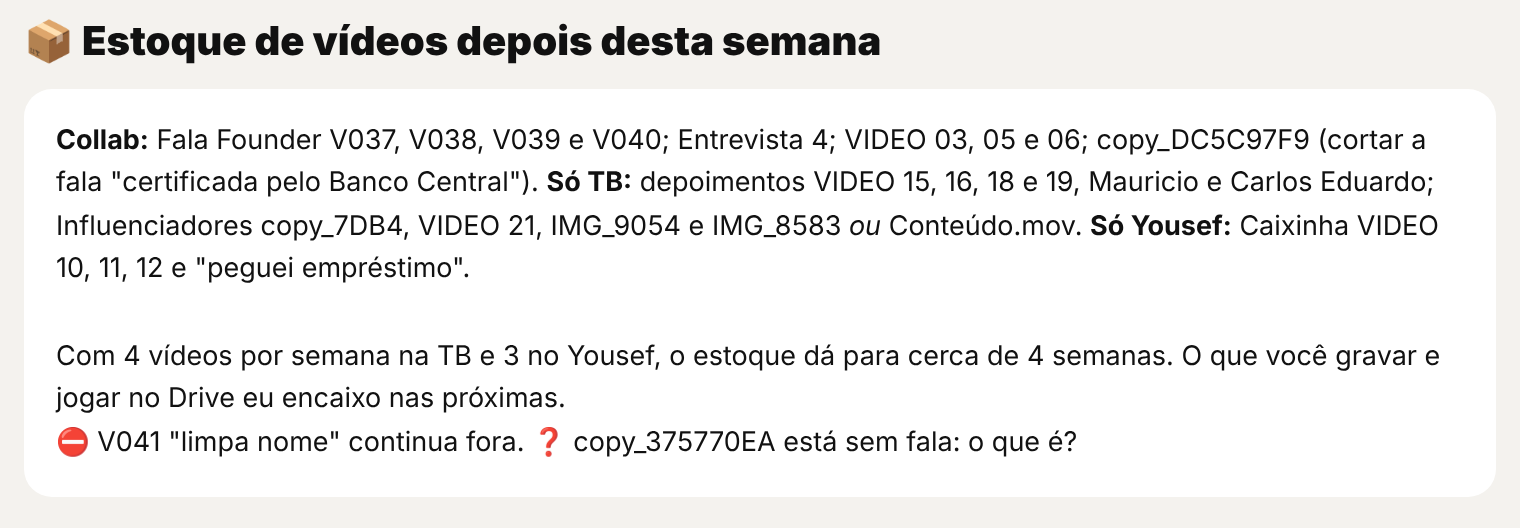 📦 Estoque de vídeos depois desta semana
Collab: Fala Founder V037, V038, V039 e V040; Entrevista 4; VIDEO 03, 05 e 06; copy_DC5C97F9 (cortar a
fala "certificada pelo Banco Central"). Só TB: depoimentos VIDEO 15, 16, 18 e 19, Mauricio e Carlos Eduardo;
Influenciadores copy_7DB4, VIDEO 21, IMG_9054 e IMG_8583 ou Conteúdo.mov. Só Yousef: Caixinha VIDEO
10, 11, 12 e "peguei empréstimo".
Com 4 vídeos por semana na TB e 3 no Yousef, o estoque dá para cerca de 4 semanas. O que você gravar e
jogar no Drive eu encaixo nas próximas.
⛔ V041 "limpa nome" continua fora. ❓ copy_375770EA está sem fala: o que é?